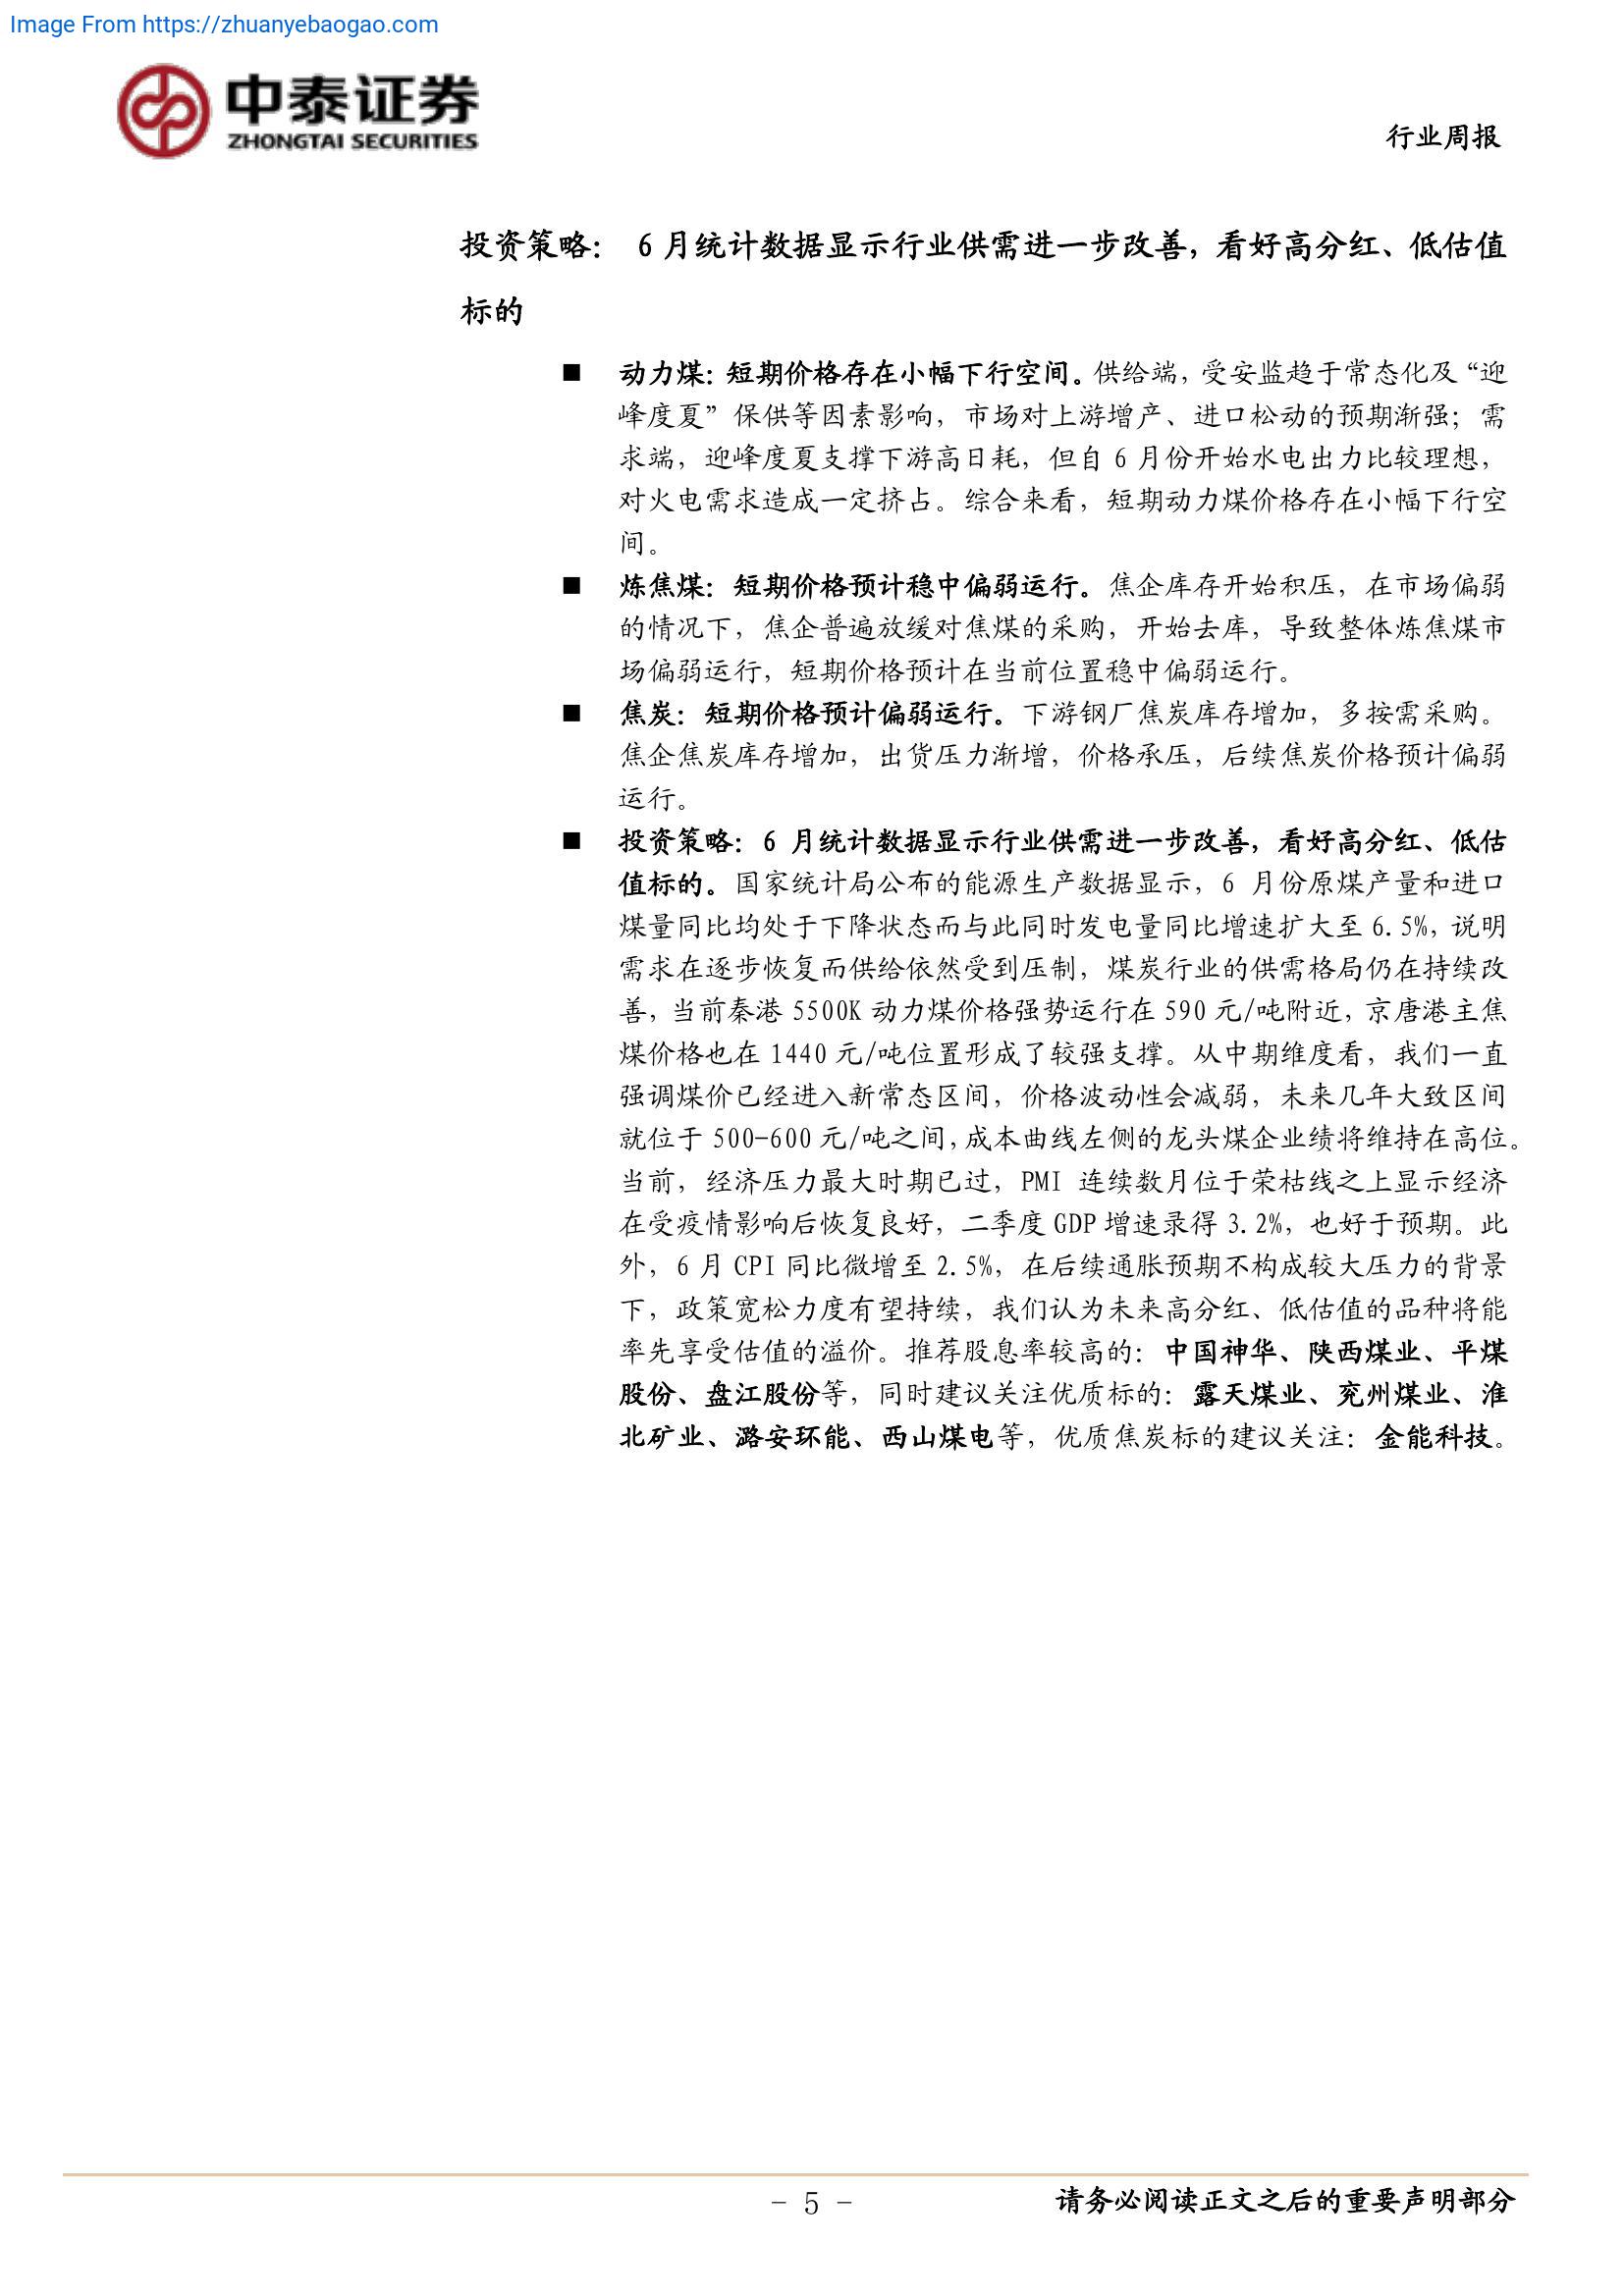 Image From https://zhuanyebaogao.com
中泰证券
ZHONGTAI SECURITIES
行业周报
投资策略： 6 月统计数据显示行业供需进一步改善，看好高分红、低估值
标的
■ 动力煤：短期价格存在小幅下行空间。供给端，受安监趋于常态化及“迎
峰度夏”保供等因素影响，市场对上游增产、进口松动的预期渐强；需
求端，迎峰度夏支撑下游高日耗，但自 6 月份开始水电出力比较理想，
对火电需求造成一定挤占。综合来看，短期动力煤价格存在小幅下行空
间。
■ 炼焦煤：短期价格预计稳中偏弱运行。焦企库存开始积压，在市场偏弱
的情况下，焦企普遍放缓对焦煤的采购，开始去库，导致整体炼焦煤市
场偏弱运行，短期价格预计在当前位置稳中偏弱运行。
■ 焦炭：短期价格预计偏弱运行。下游钢厂焦炭库存增加，多按需采购。
焦企焦炭库存增加，出货压力渐增，价格承压，后续焦炭价格预计偏弱
运行。
■ 投资策略：6 月统计数据显示行业供需进一步改善，看好高分红、低估
值标的。国家统计局公布的能源生产数据显示，6 月份原煤产量和进口
煤量同比均处于下降状态而与此同时发电量同比增速扩大至 6.5%，说明
需求在逐步恢复而供给依然受到压制，煤炭行业的供需格局仍在持续改
善，当前秦港 5500K 动力煤价格强势运行在 590 元/吨附近，京唐港主焦
煤价格也在 1440 元/吨位置形成了较强支撑。从中期维度看，我们一直
强调煤价已经进入新常态区间，价格波动性会减弱，未来几年大致区间
就位于 500-600 元/吨之间，成本曲线左侧的龙头煤企业绩将维持在高位。
当前，经济压力最大时期已过，PMI 连续数月位于荣枯线之上显示经济
在受疫情影响后恢复良好，二季度 GDP 增速录得 3.2%，也好于预期。此
外，6 月 CPI 同比微增至 2.5%，在后续通胀预期不构成较大压力的背景
下，政策宽松力度有望持续，我们认为未来高分红、低估值的品种将能
率先享受估值的溢价。推荐股息率较高的：中国神华、陕西煤业、平煤
股份、盘江股份等，同时建议关注优质标的：露天煤业、兖州煤业、淮
北矿业、潞安环能、西山煤电等，优质焦炭标的建议关注：金能科技。
- 5 -
请务必阅读正文之后的重要声明部分